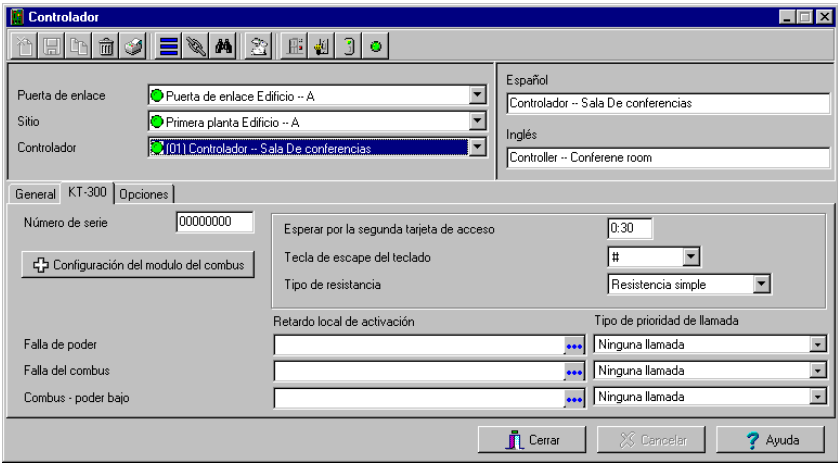 Controlador
Puerta de enlace
Puerta de enlace Edificio -- A
Sitio
Primera planta Edificio -- A
Controlador
(01) Controlador -- Sala De conferencias
Español
Controlador -- Sala De conferencias
Inglés
Controller -- Conferene room
General
KT-300
Opciones
Número de serie
00000000
Configuración del modulo del combus
Esperar por la segunda tarjeta de acceso
0:30
Tecla de escape del teclado
#
Tipo de resistancia
Resistencia simple
Retardo local de activación
Tipo de prioridad de llamada
Falla de poder
Ninguna llamada
Falla del combus
Ninguna llamada
Combus - poder bajo
Ninguna llamada
Cerrar
Cancelar
Ayuda